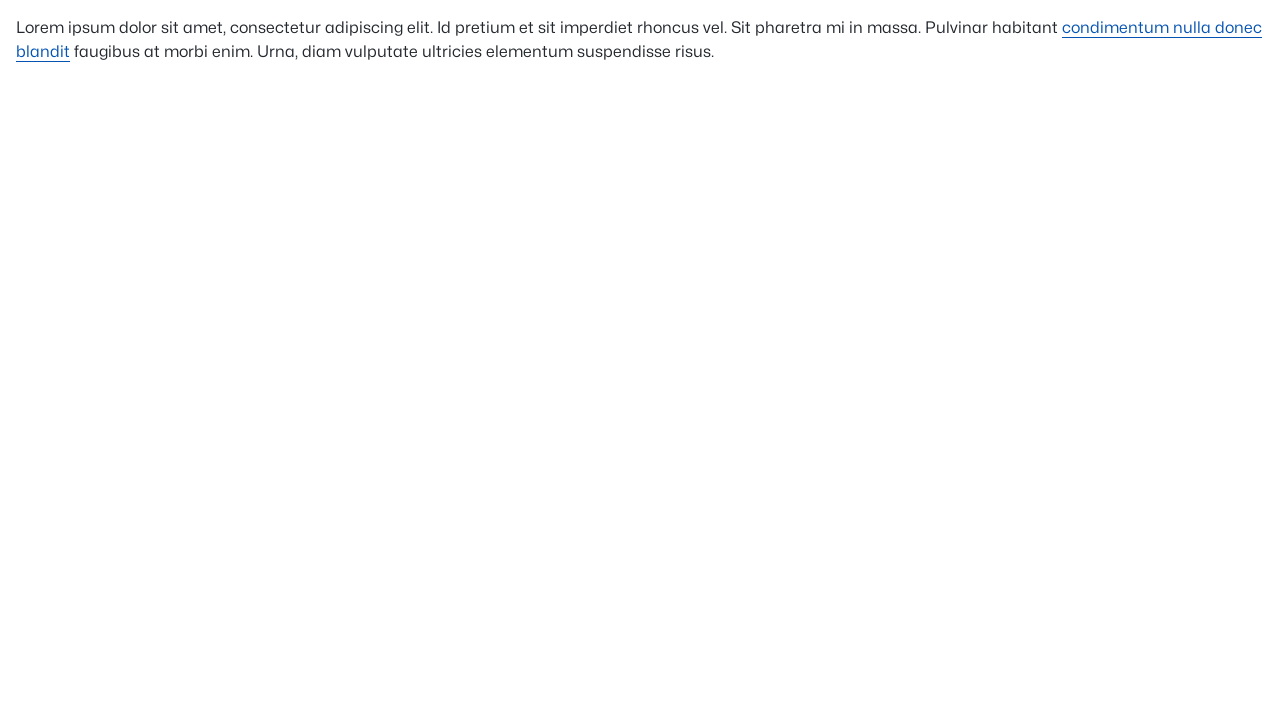 Lorem ipsum dolor sit amet, consectetur adipiscing elit. Id pretium et sit imperdiet rhoncus vel. Sit pharetra mi in massa. Pulvinar habitant condimentum nulla donec
blandit faugibus at morbi enim. Urna, diam vulputate ultricies elementum suspendisse risus.